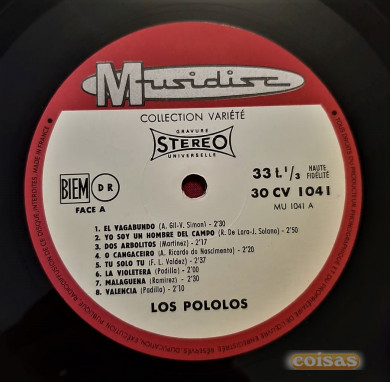 Musidisc
COLLECTION VARIÉTÉ
GRAVURE
STEREO
UNIVERSELLE
BIEM DR
FACE A
33 t.1/3 HAUTE FIDÉLITÉ
30 CV 1041
MU 1041 A
1. EL VAGABUNDO (A. Gil-V. Simon) - 2'30
2. YO SOY UN HOMBRE DEL CAMPO (R. De Lara-J. Solano) - 2'50
3. DOS ARBOLITOS (Martinez) - 2'17
4. O CANGACEIRO (A. Ricardo do Nascimento) - 2'20
5. TU SOLO TU (F. L. Valdez) - 2'37
6. LA VIOLETERA (Padilla) - 2'00
7. MALAGUENA (Ramirez) - 2'30
8. VALENCIA (Padilla) - 2'10
LOS POLOLOS
MADE IN FRANCE
coisas